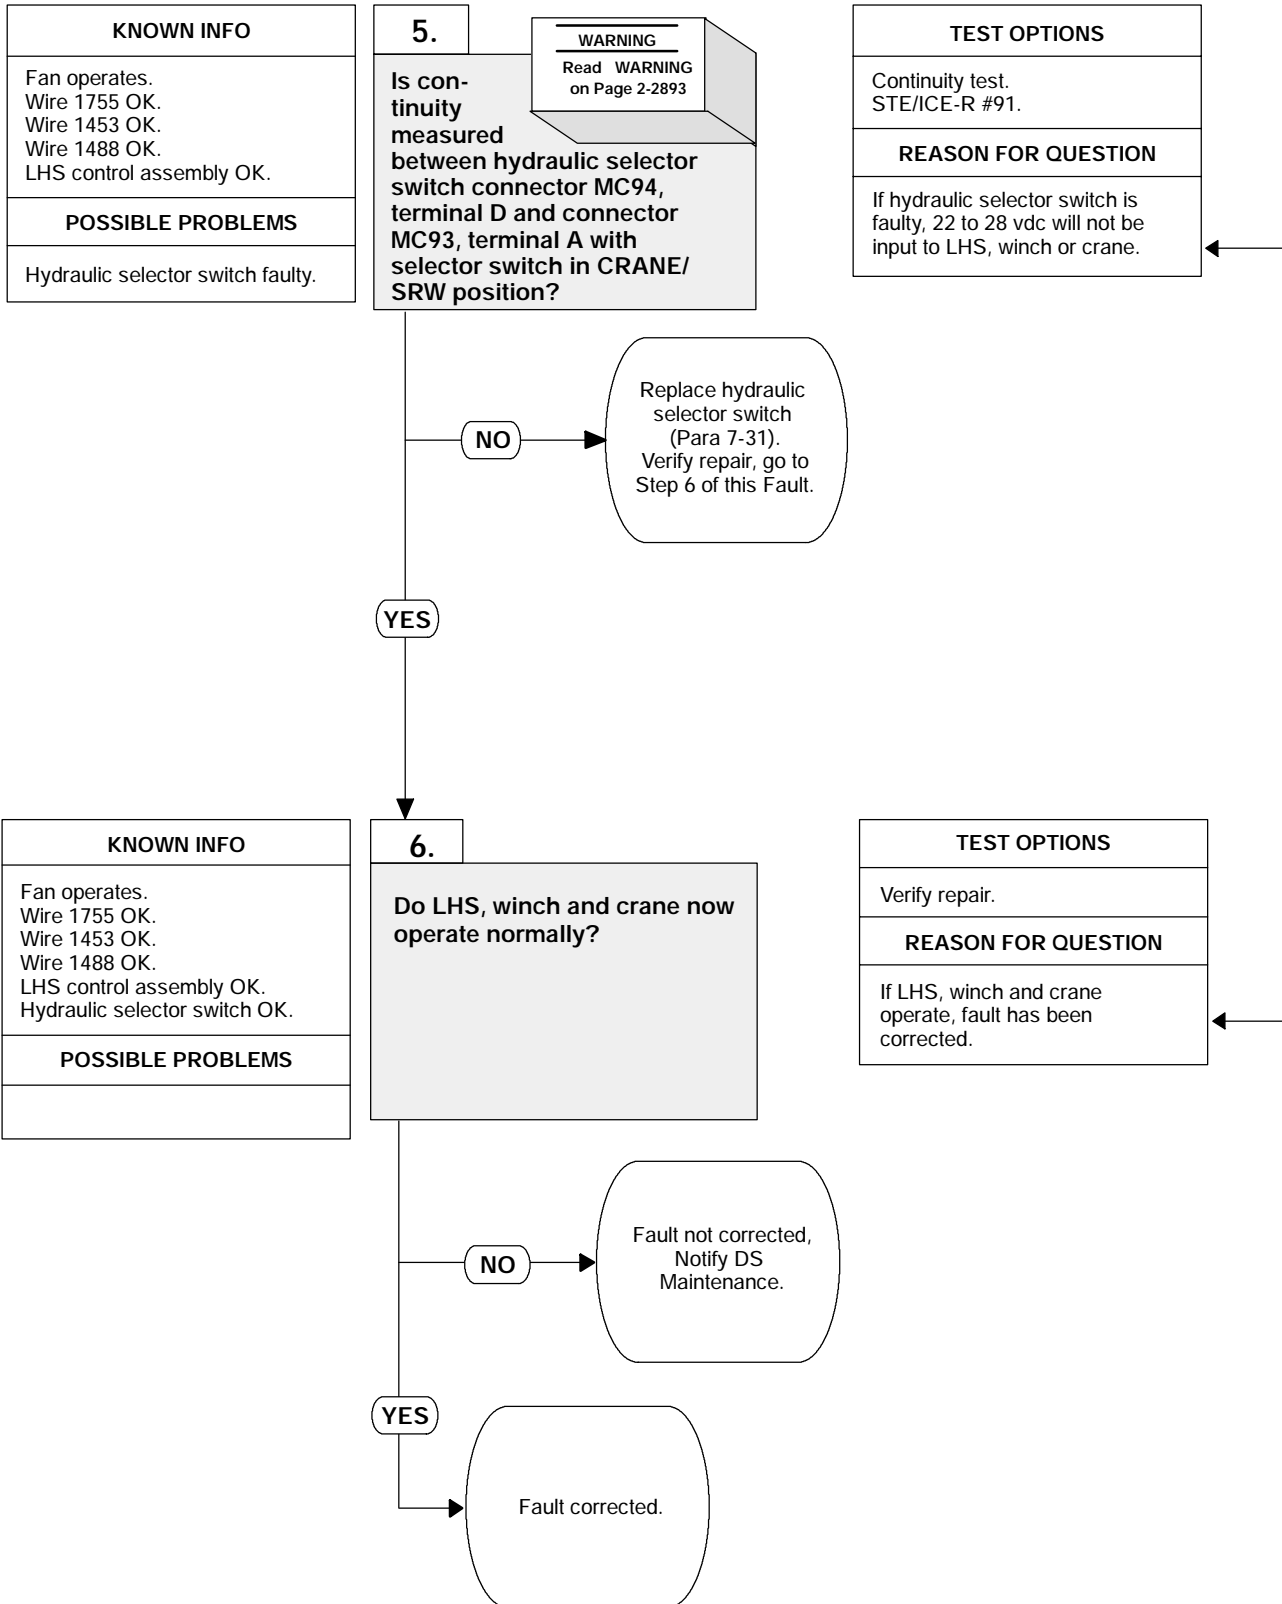 KNOWN INFO
Fan operates.
Wire 1755 OK.
Wire 1453 OK.
Wire 1488 OK.
LHS control assembly OK.
POSSIBLE PROBLEMS
Hydraulic selector switch faulty.
5.
WARNING
Read WARNING
on Page 2-2893
Is con-
tinuity
measured
between hydraulic selector
switch connector MC94,
terminal D and connector
MC93, terminal A with
selector switch in CRANE/
SRW position?
TEST OPTIONS
Continuity test.
STE/ICE-R #91.
REASON FOR QUESTION
If hydraulic selector switch is
faulty, 22 to 28 vdc will not be
input to LHS, winch or crane.
NO
Replace hydraulic
selector switch
(Para 7-31).
Verify repair, go to
Step 6 of this Fault.
YES
KNOWN INFO
Fan operates.
Wire 1755 OK.
Wire 1453 OK.
Wire 1488 OK.
LHS control assembly OK.
Hydraulic selector switch OK.
POSSIBLE PROBLEMS
6.
Do LHS, winch and crane now
operate normally?
TEST OPTIONS
Verify repair.
REASON FOR QUESTION
If LHS, winch and crane
operate, fault has been
corrected.
NO
Fault not corrected,
Notify DS
Maintenance.
YES
Fault corrected.